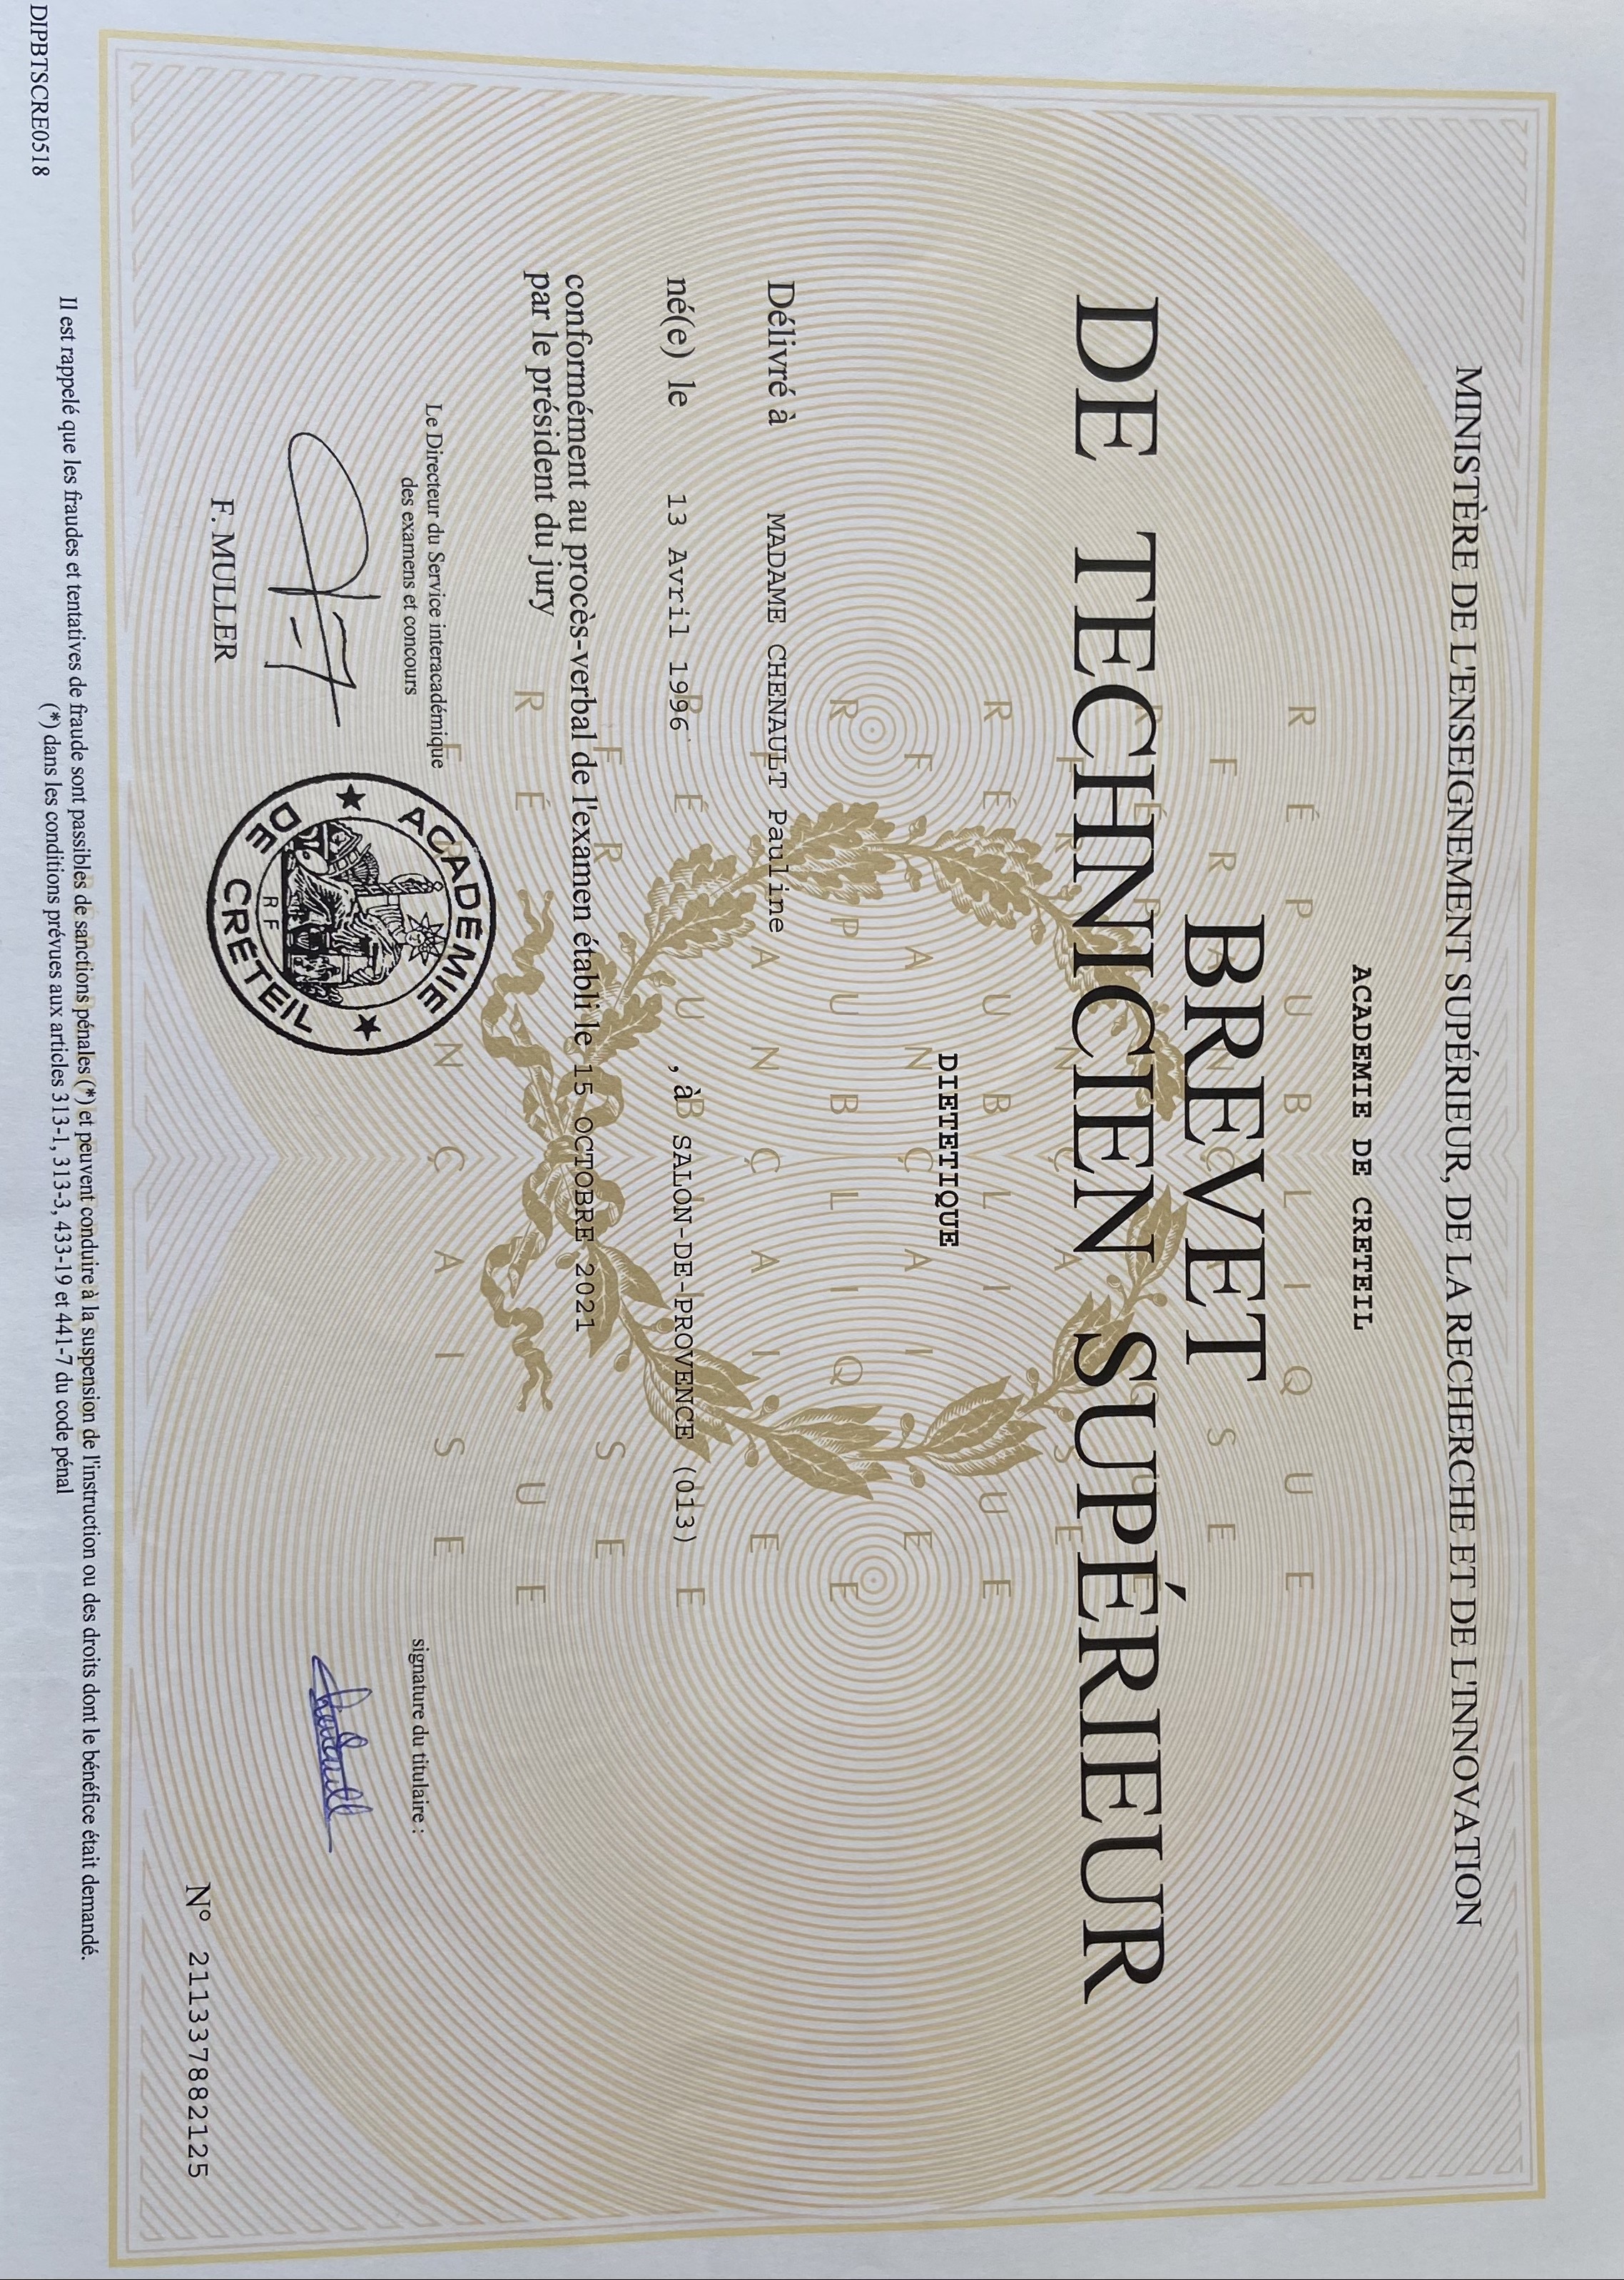 MINISTÈRE DE L'ENSEIGNEMENT SUPÉRIEUR, DE LA RECHERCHE ET DE L'INNOVATION
ACADEMIE DE CRETEIL
RÉPUBLIQUE
FRANÇAISE
BREVET
DE TECHNICIEN SUPÉRIEUR
DIETETIQUE
Délivré à MADAME CHENAULT Pauline
né(e) le 13 Avril 1996 , à SALON-DE-PROVENCE (013)
conformément au procès-verbal de l'examen établi le 15 OCTOBRE 2021
par le président du jury
Le Directeur du Service interacadémique
des examens et concours
signature du titulaire :
F. MULLER
ACADÉMIE DE CRÉTEIL
RF
N° 211337882125
Il est rappelé que les fraudes et tentatives de fraude sont passibles de sanctions pénales (*) et peuvent conduire à la suspension de l'instruction ou des droits dont le bénéfice était demandé.
(*) dans les conditions prévues aux articles 313-1, 313-3, 433-19 et 441-7 du code pénal
DIPBTSCRE0518